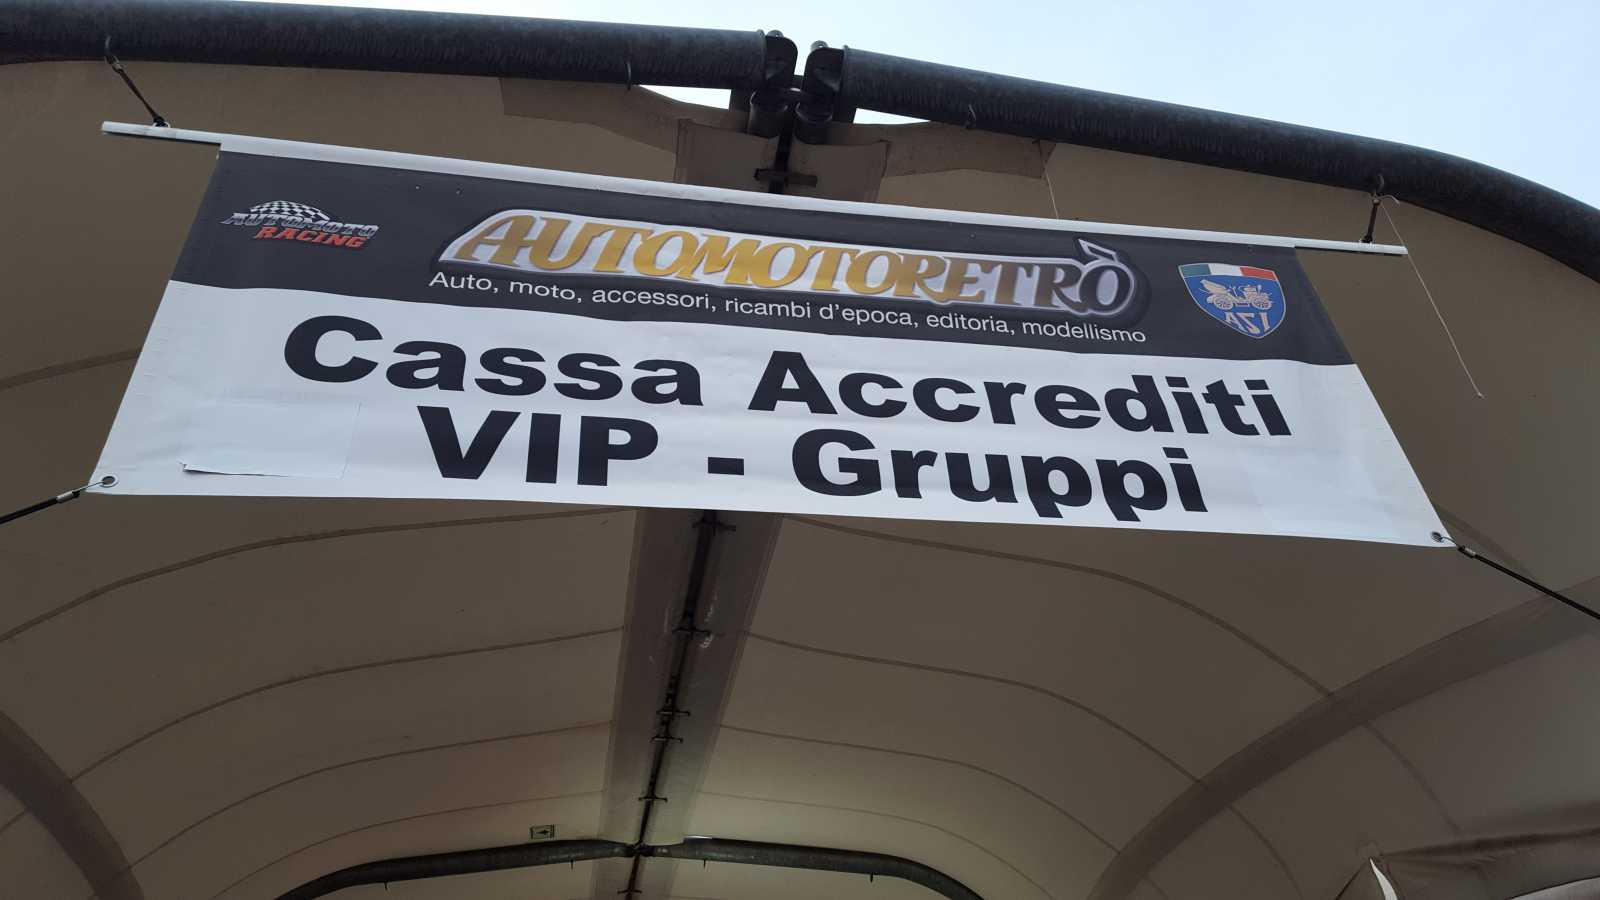 AUTOMOTO
RACING
AUTOMOTORETRÒ
Auto, moto, accessori, ricambi d'epoca, editoria, modellismo
ASI
Cassa Accrediti
VIP - Gruppi